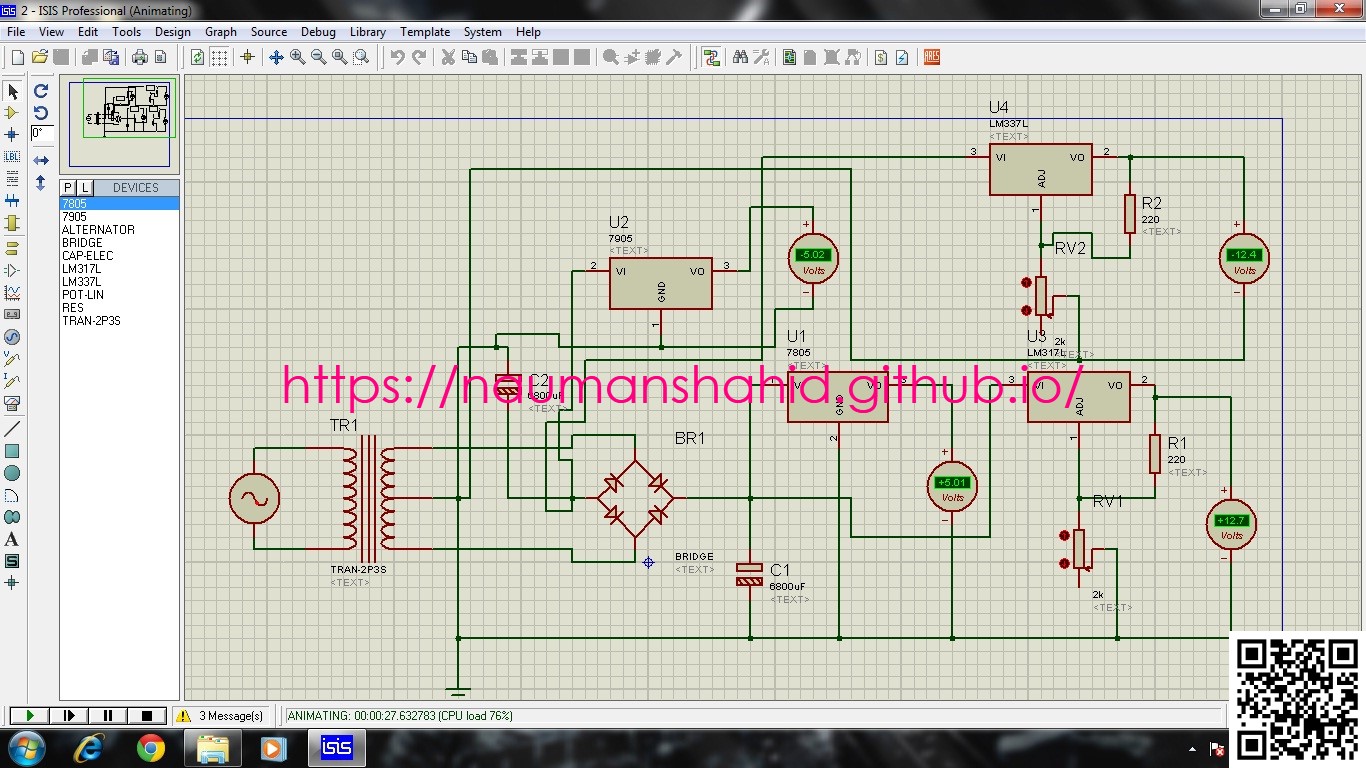 2 - ISIS Professional (Animating)
File View Edit Tools Design Graph Source Debug Library Template System Help
0°
LBL
P L DEVICES
7805
7905
ALTERNATOR
BRIDGE
CAP-ELEC
LM317L
LM337L
POT-LIN
RES
TRAN-2P3S
A
S
ARES
U4
LM337L
<TEXT>
3 VI VO 2
ADJ
1
R2
220
<TEXT>
U2
7905
<TEXT>
2 VI VO 3
GND
1
+
-5.02
Volts
−
RV2
2k
<TEXT>
+
-12.4
Volts
−
U1
7805
<TEXT>
1 VI VO 3
GND
2
U3
LM317L
<TEXT>
3 VI VO 2
ADJ
1
C2
6800uF
<TEXT>
https://naumanshahid.github.io/
TR1
TRAN-2P3S
<TEXT>
BR1
BRIDGE
<TEXT>
+
+5.01
Volts
−
R1
220
<TEXT>
RV1
2k
<TEXT>
+
+12.7
Volts
−
C1
6800uF
<TEXT>
3 Message(s)
ANIMATING: 00:00:27.632783 (CPU load 76%)
isis